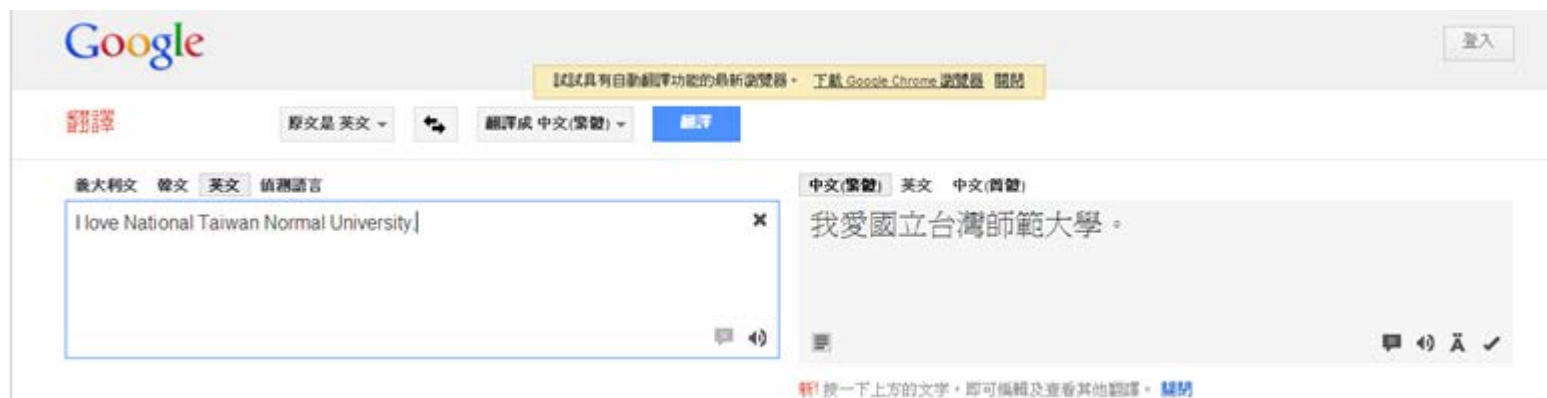 Google
登入
試試具有自動翻譯功能的最新瀏覽器。 下載 Google Chrome 瀏覽器 關閉
翻譯 原文是 英文 翻譯成 中文(繁體) 翻譯
義大利文 韓文 英文 偵測語言
中文(繁體) 英文 中文(簡體)
I love National Taiwan Normal University.
我愛國立台灣師範大學。
Ä
新! 按一下上方的文字，即可編輯及查看其他翻譯。 關閉